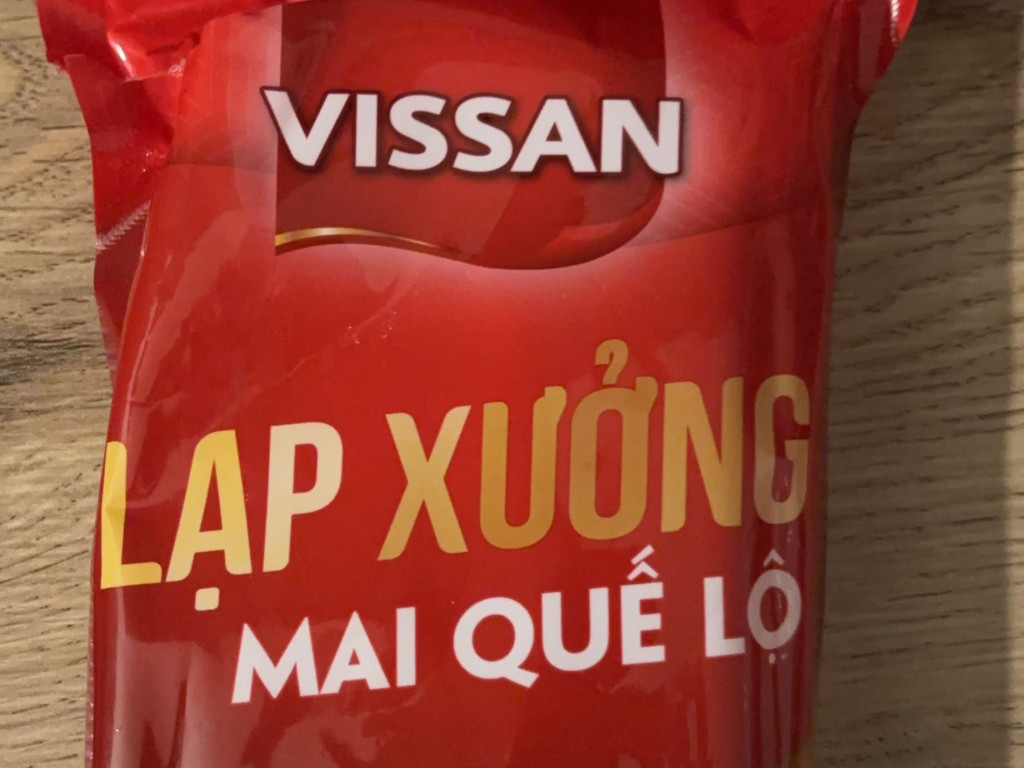 VISSAN
LẠP XƯỞNG
MAI QUẾ LỘ